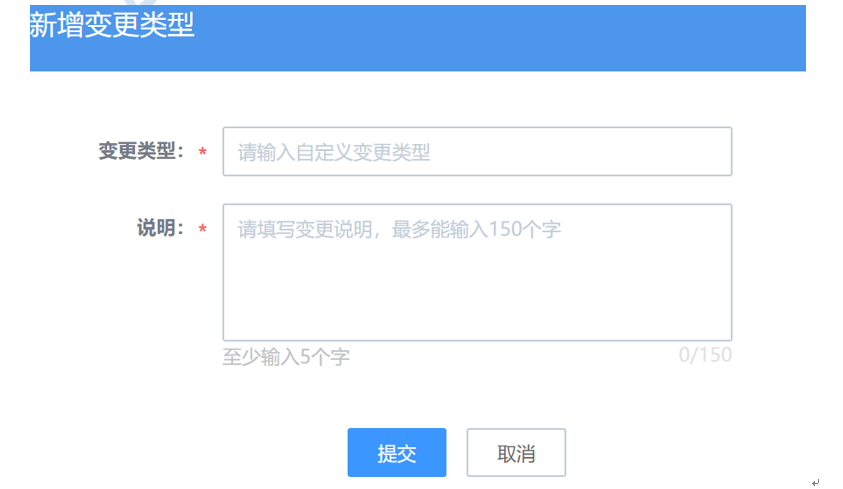 新增变更类型
变更类型：* 请输入自定义变更类型
说明：* 请填写变更说明，最多能输入150个字
至少输入5个字 0/150
提交 取消